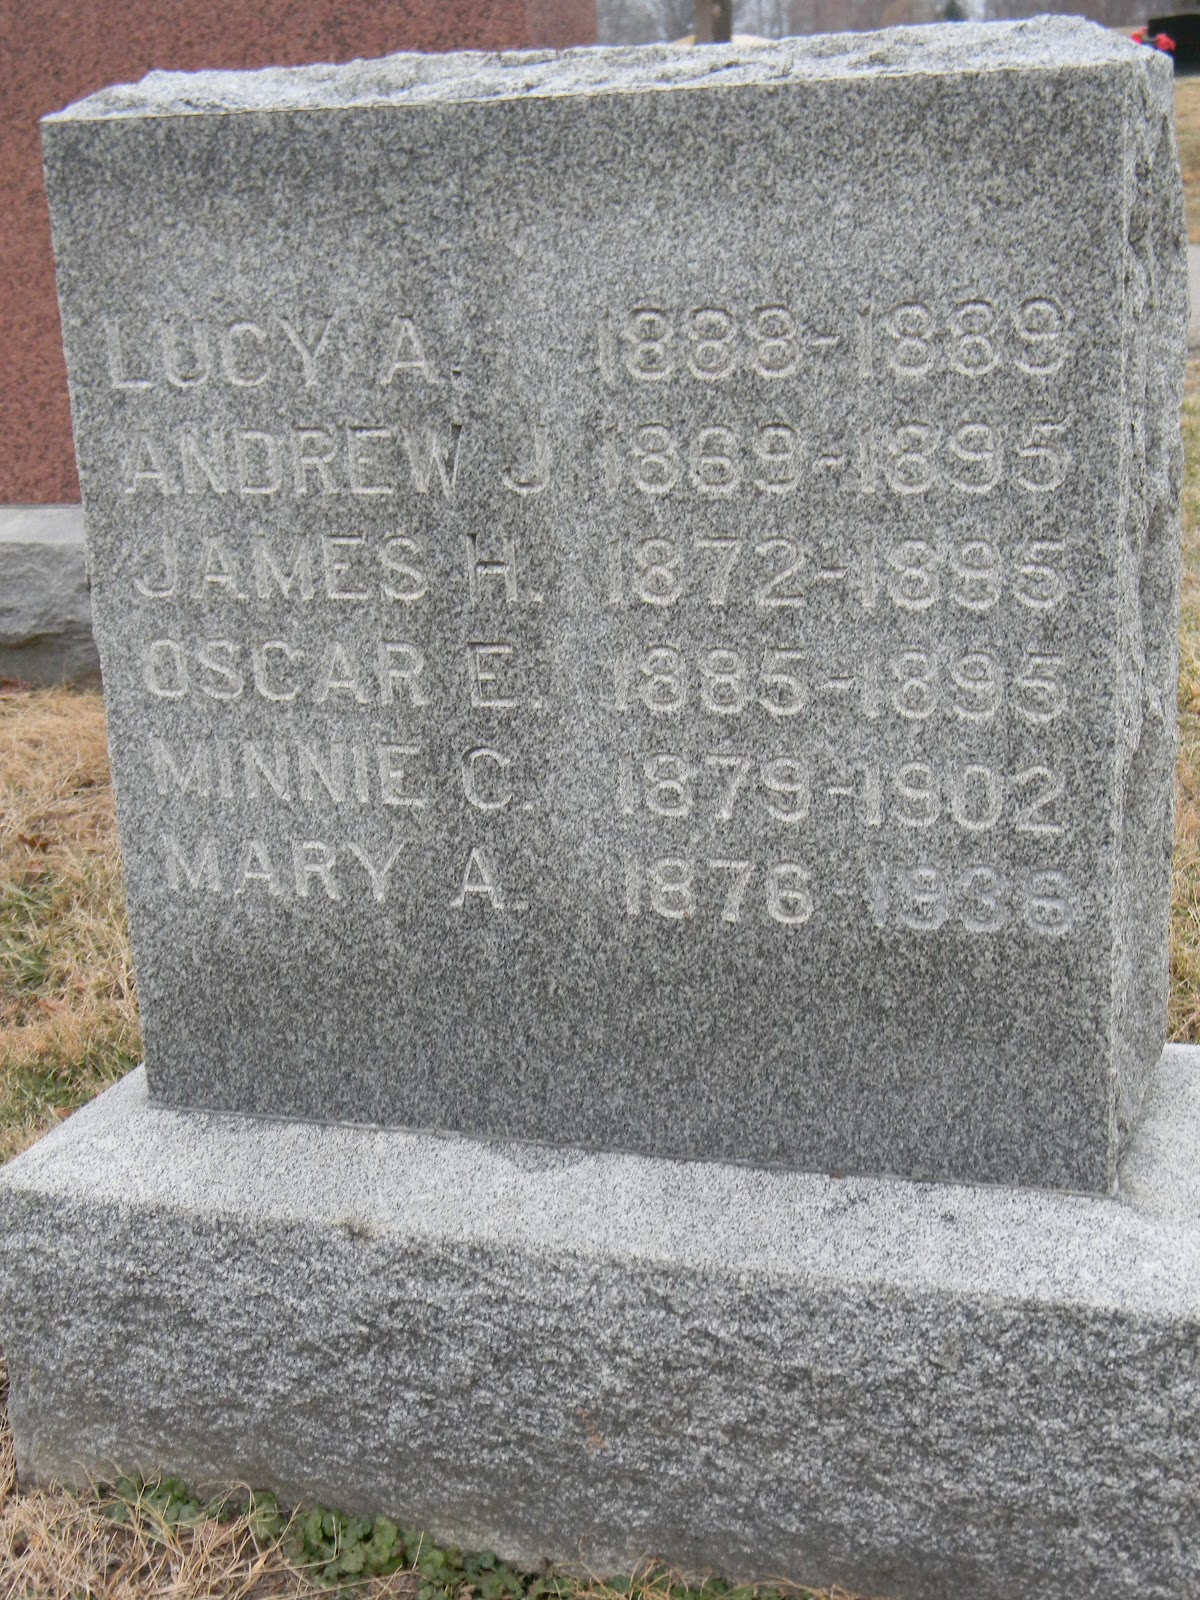 LUCY A. 1888-1889
ANDREW J. 1869-1895
JAMES H. 1872-1895
OSCAR E. 1885-1895
MINNIE C. 1879-1902
MARY A. 1876-1936